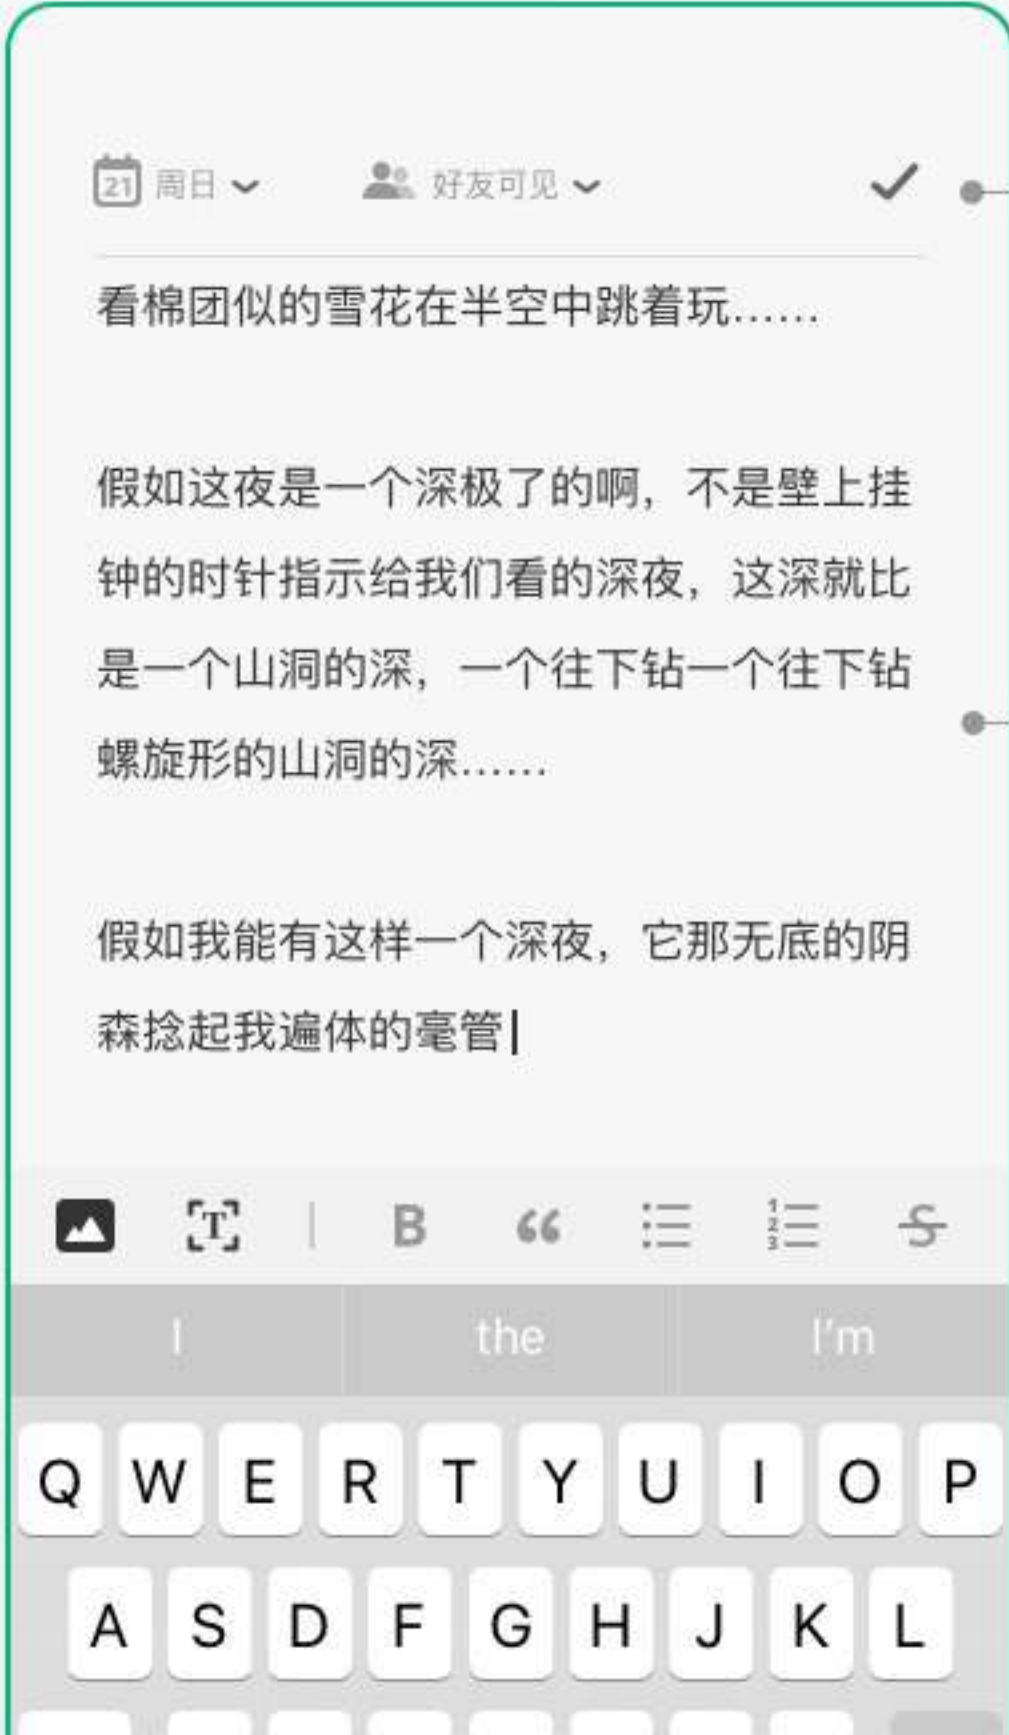 21 周日 好友可见
看棉团似的雪花在半空中跳着玩……
假如这夜是一个深极了的啊，不是壁上挂
钟的时针指示给我们看的深夜，这深就比
是一个山洞的深，一个往下钻一个往下钻
螺旋形的山洞的深……
假如我能有这样一个深夜，它那无底的阴
森捻起我遍体的毫管
T B “ 1 2 3 S
I the I'm
Q W E R T Y U I O P
A S D F G H J K L